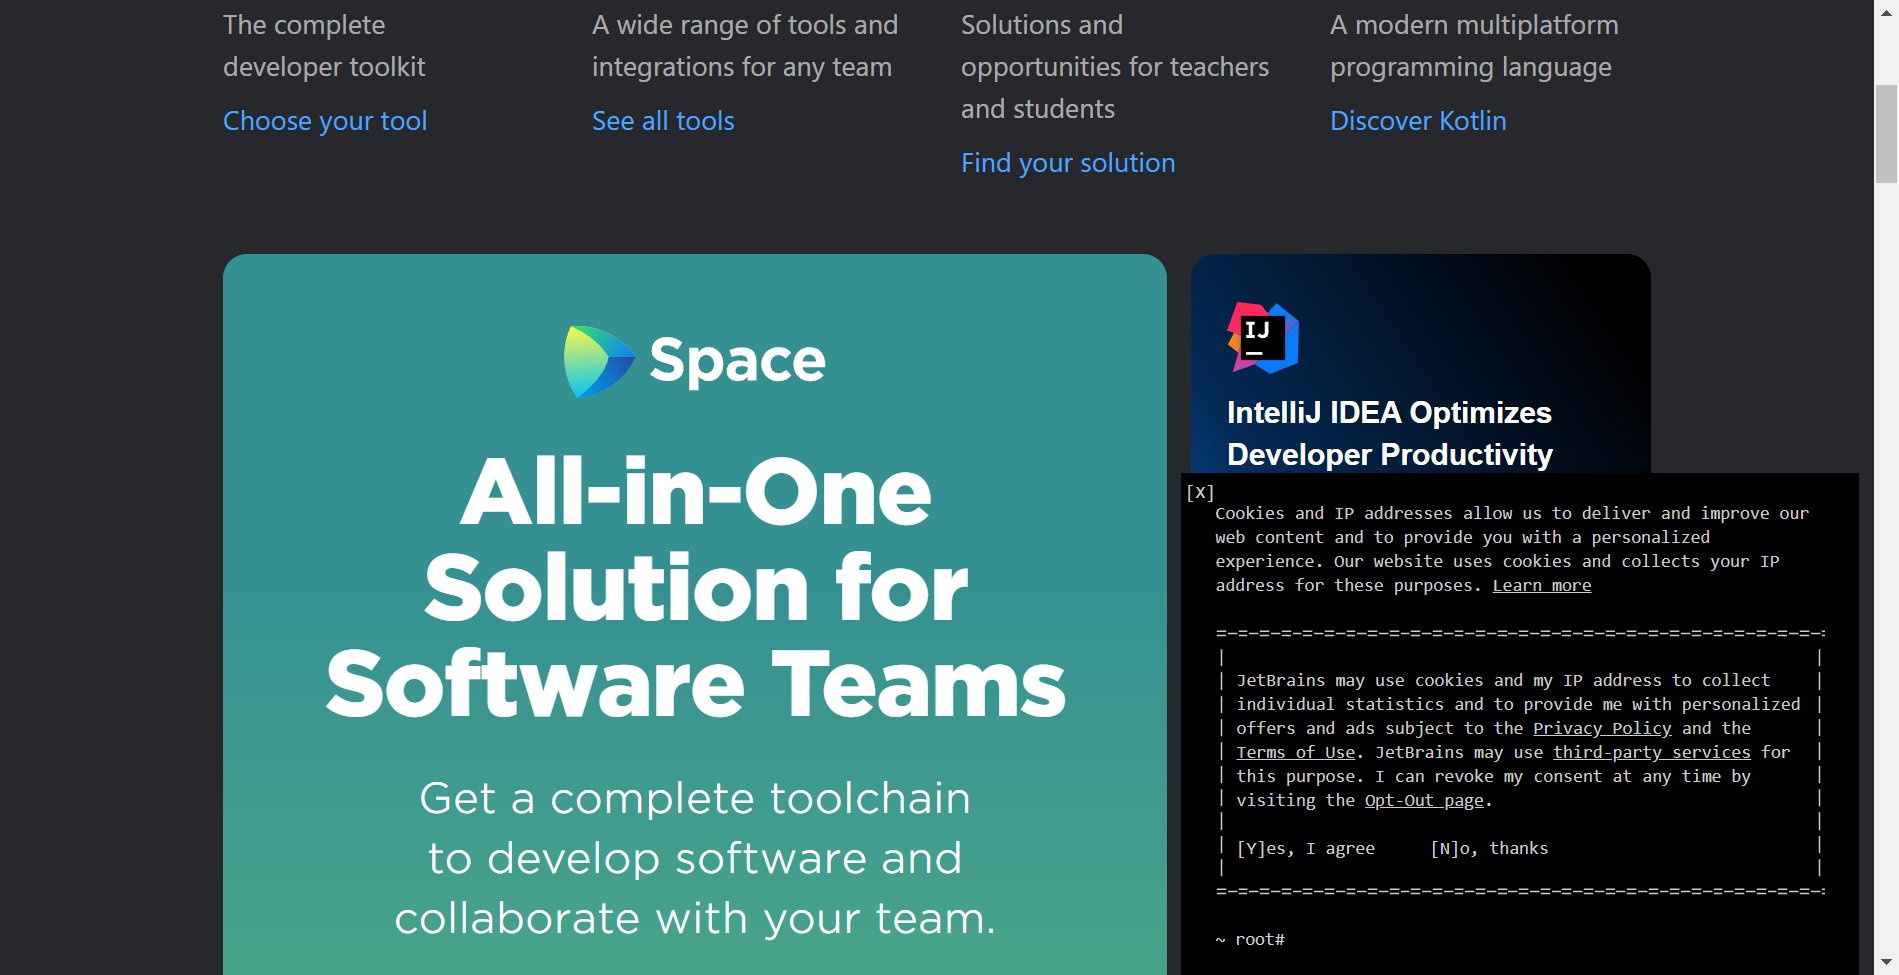 The complete
developer toolkit
Choose your tool
A wide range of tools and
integrations for any team
See all tools
Solutions and
opportunities for teachers
and students
Find your solution
A modern multiplatform
programming language
Discover Kotlin
Space
All-in-One
Solution for
Software Teams
Get a complete toolchain
to develop software and
collaborate with your team.
IJ
IntelliJ IDEA Optimizes
Developer Productivity
[X]
Cookies and IP addresses allow us to deliver and improve our
web content and to provide you with a personalized
experience. Our website uses cookies and collects your IP
address for these purposes. Learn more
JetBrains may use cookies and my IP address to collect
individual statistics and to provide me with personalized
offers and ads subject to the Privacy Policy and the
Terms of Use. JetBrains may use third-party services for
this purpose. I can revoke my consent at any time by
visiting the Opt-Out page.
[Y]es, I agree [N]o, thanks
~ root#